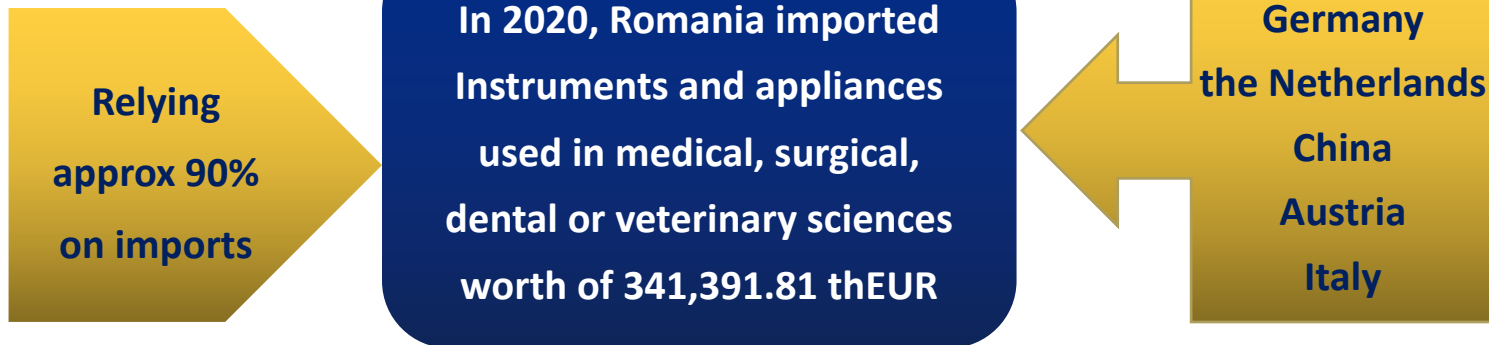 Relying
approx 90%
on imports
In 2020, Romania imported
Instruments and appliances
used in medical, surgical,
dental or veterinary sciences
worth of 341,391.81 thEUR
Germany
the Netherlands
China
Austria
Italy